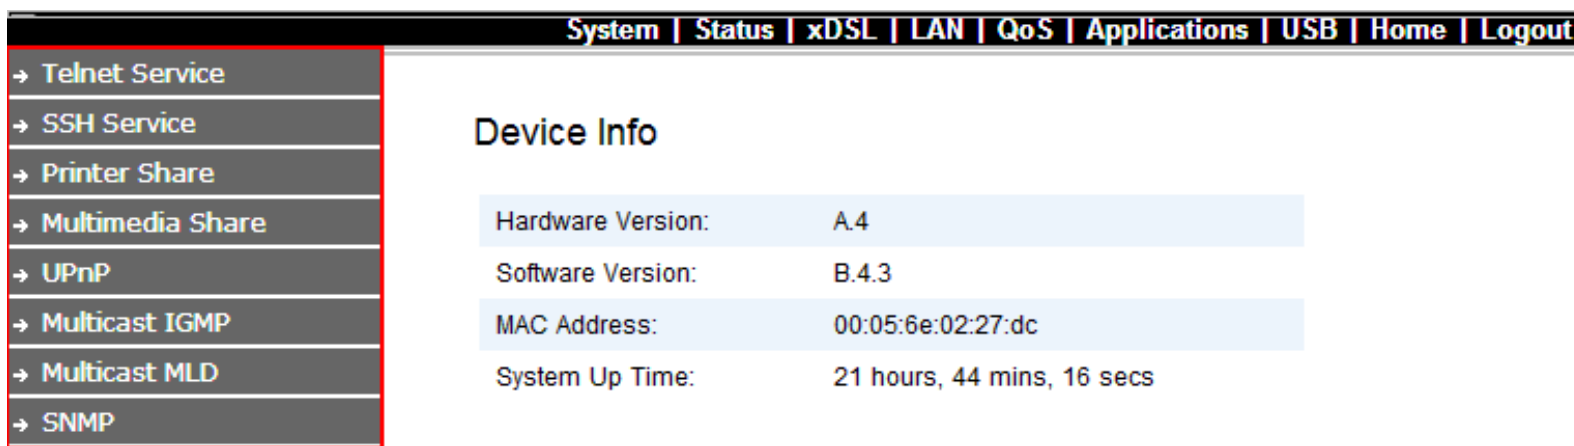 System | Status | xDSL | LAN | QoS | Applications | USB | Home | Logout
Telnet Service
SSH Service
Printer Share
Multimedia Share
UPnP
Multicast IGMP
Multicast MLD
SNMP
Device Info
Hardware Version: A.4
Software Version: B.4.3
MAC Address: 00:05:6e:02:27:dc
System Up Time: 21 hours, 44 mins, 16 secs